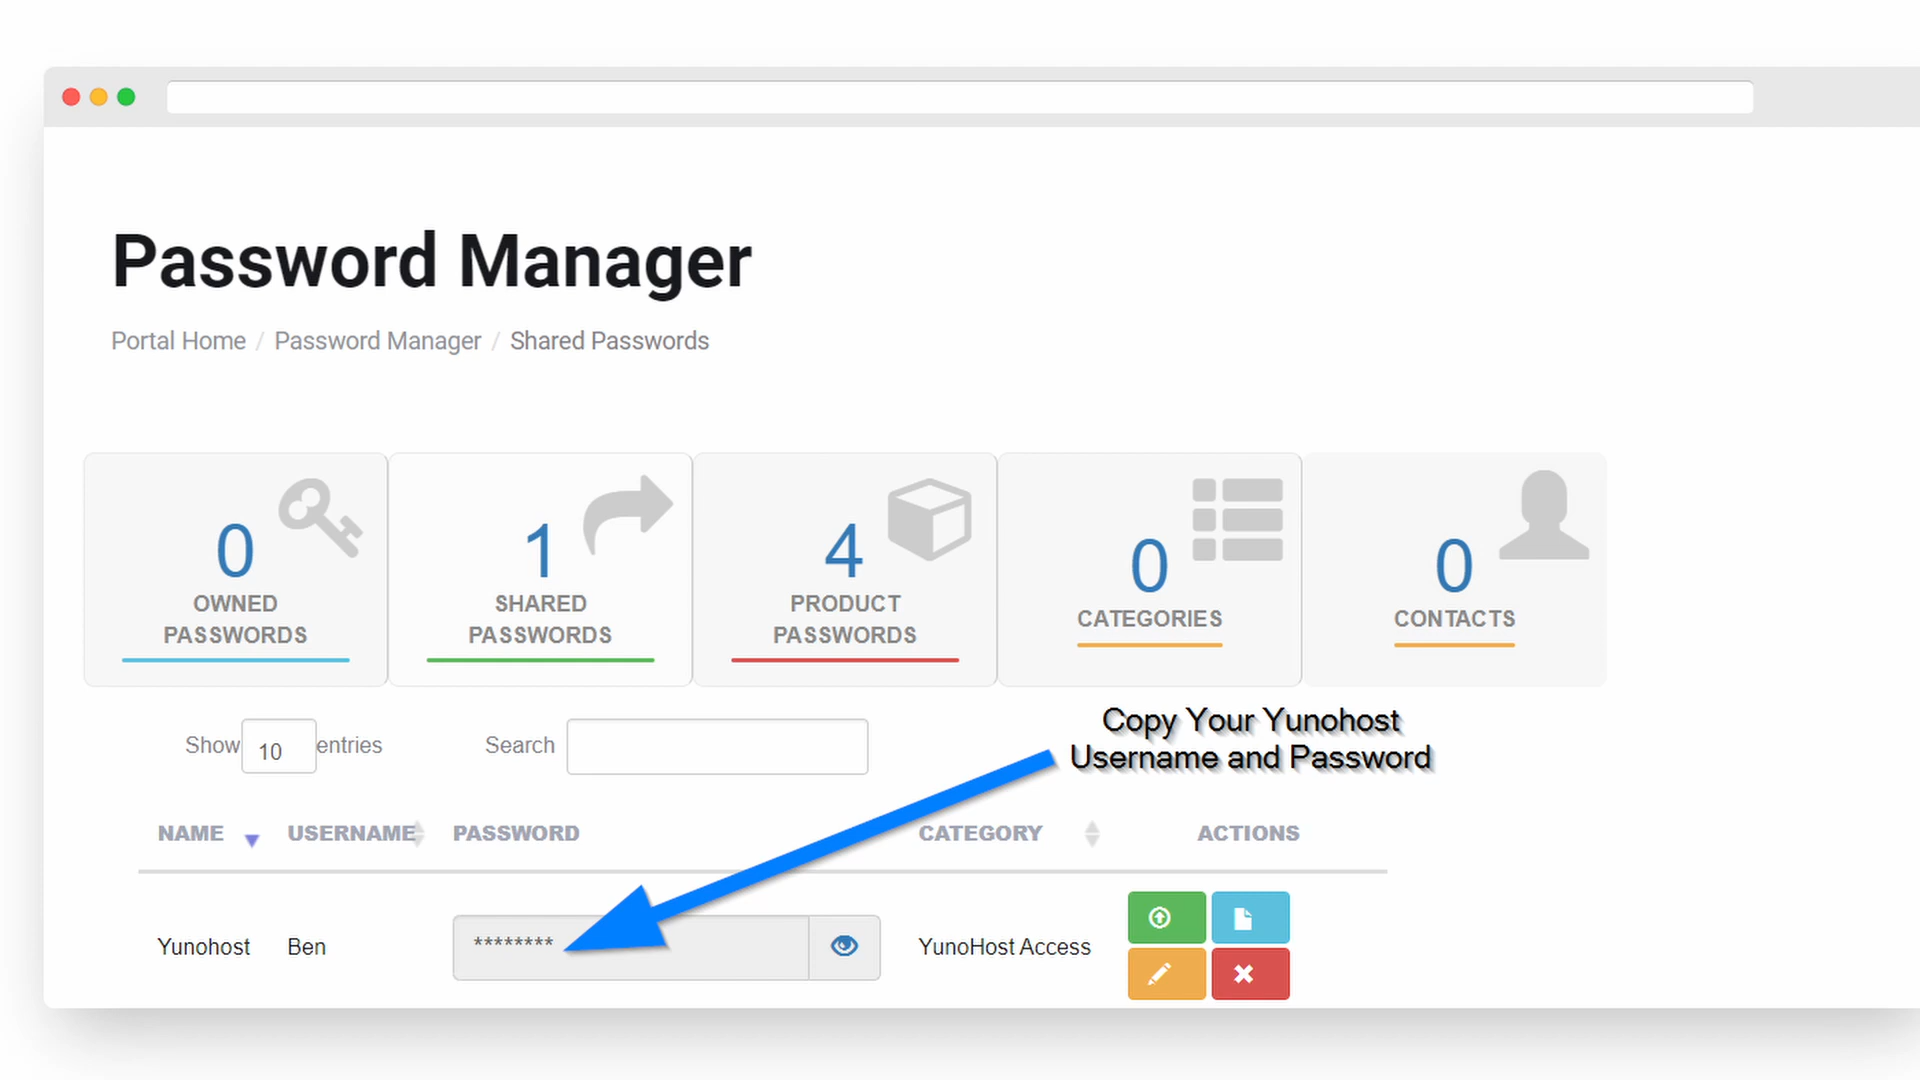 Password Manager
Portal Home / Password Manager / Shared Passwords
0
OWNED
PASSWORDS
1
SHARED
PASSWORDS
4
PRODUCT
PASSWORDS
0
CATEGORIES
0
CONTACTS
Show 10 entries
Search
Copy Your Yunohost
Username and Password
NAME USERNAME PASSWORD CATEGORY ACTIONS
Yunohost Ben ******** YunoHost Access